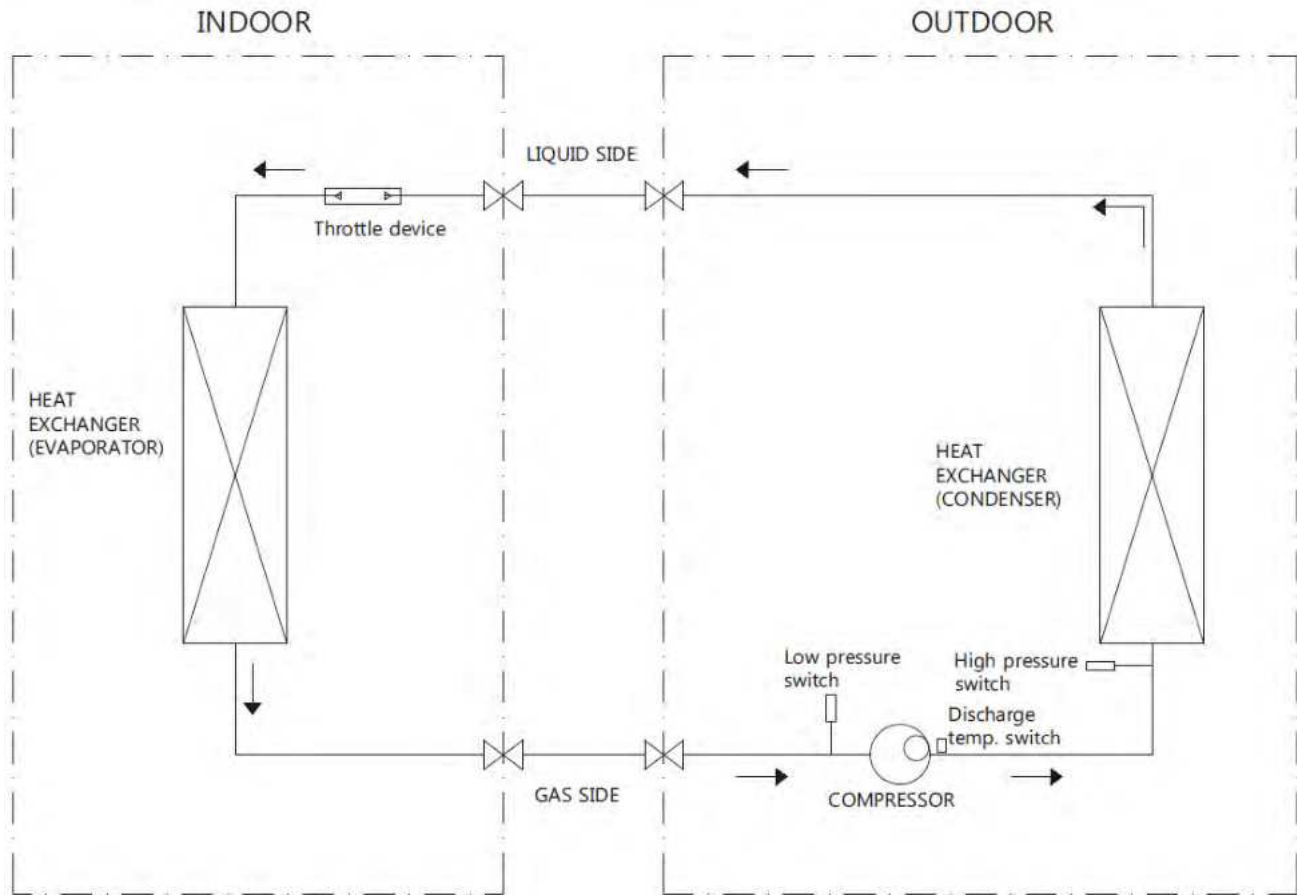 INDOOR
OUTDOOR
LIQUID SIDE
Throttle device
HEAT
EXCHANGER
(EVAPORATOR)
HEAT
EXCHANGER
(CONDENSER)
Low pressure
switch
High pressure
switch
Discharge
temp. switch
GAS SIDE
COMPRESSOR